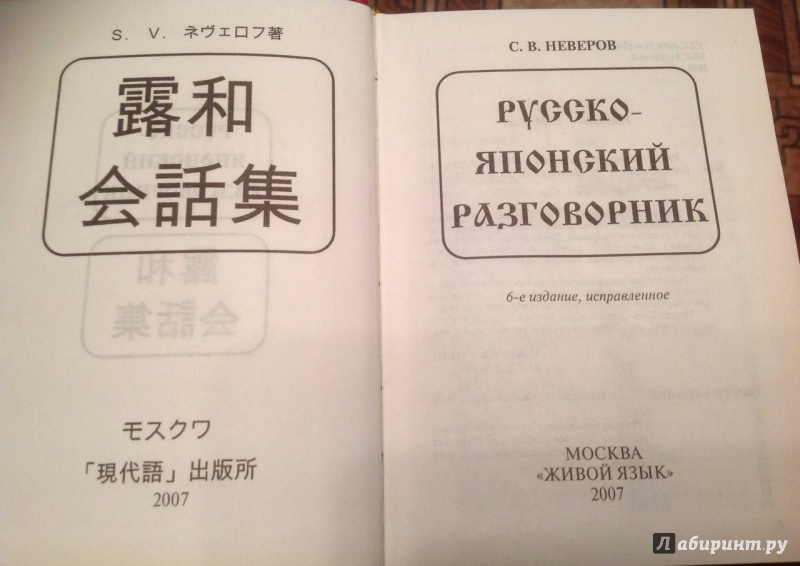 S. V. ネヴェロフ著
露和
会話集
モスクワ
「現代語」出版所
2007
С. В. НЕВЕРОВ
РУССКО-
ЯПОНСКИЙ
РАЗГОВОРНИК
6-е издание, исправленное
МОСКВА
«ЖИВОЙ ЯЗЫК»
2007
Лабиринт.ру